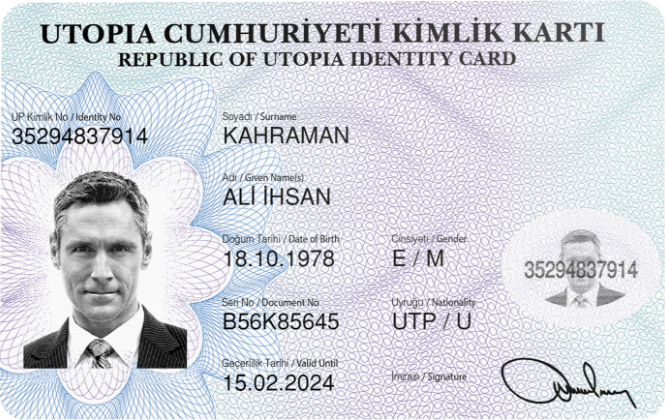 UTOPIA CUMHURİYETİ KİMLİK KARTI
REPUBLIC OF UTOPIA IDENTITY CARD
UP Kimlik No / Identity No
35294837914
Soyadı / Surname
KAHRAMAN
Adı / Given Name(s)
ALİ İHSAN
Doğum Tarihi / Date of Birth
18.10.1978
Cinsiyeti / Gender
E / M
35294837914
Seri No / Document No
B56K85645
Uyruğu / Nationality
UTP / U
Geçerlilik Tarihi / Valid Until
15.02.2024
İmzası / Signature